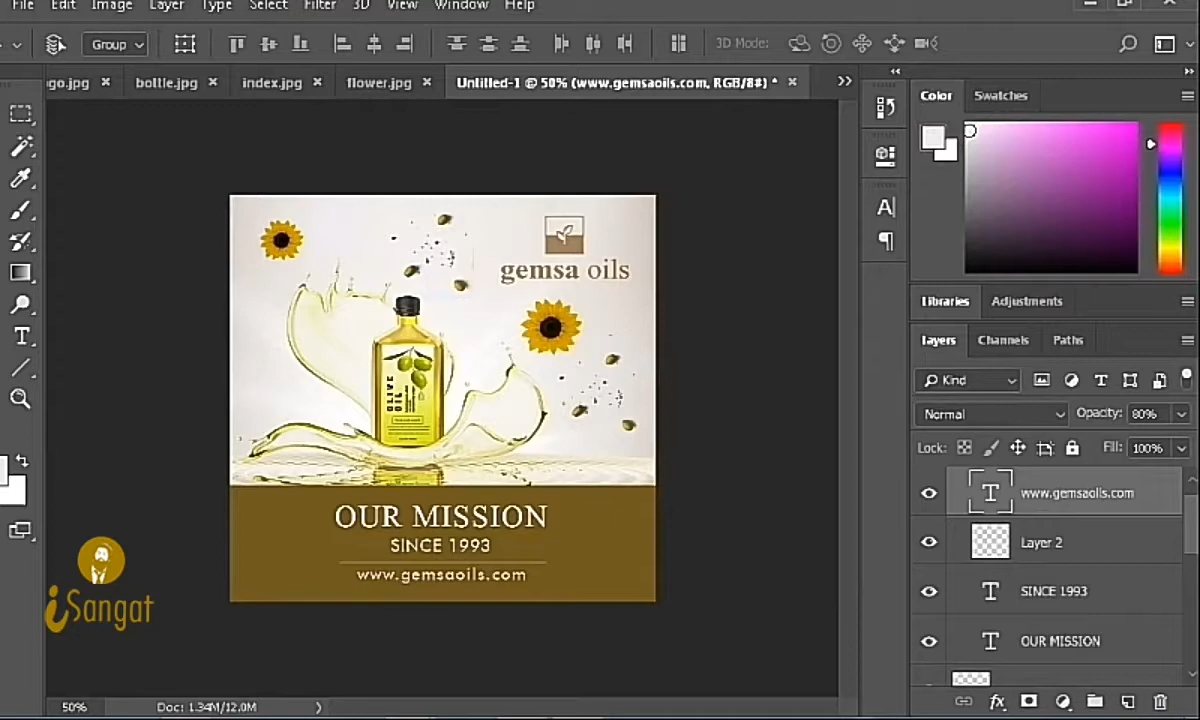 File Edit Image Layer Type Select Filter 3D View Window Help
Group 3D Mode:
go.jpg × bottle.jpg × index.jpg × flower.jpg × Untitled-1 @ 50% (www.gemsaoils.com, RGB/8#) * ×
Color Swatches
gemsa oils
Libraries Adjustments
Layers Channels Paths
Kind
Normal Opacity: 80%
Lock: Fill: 100%
OLIVE
OIL
www.gemsaoils.com
Layer 2
SINCE 1993
OUR MISSION
OUR MISSION
SINCE 1993
www.gemsaoils.com
iSangat
50% Doc: 1.34M/12.0M